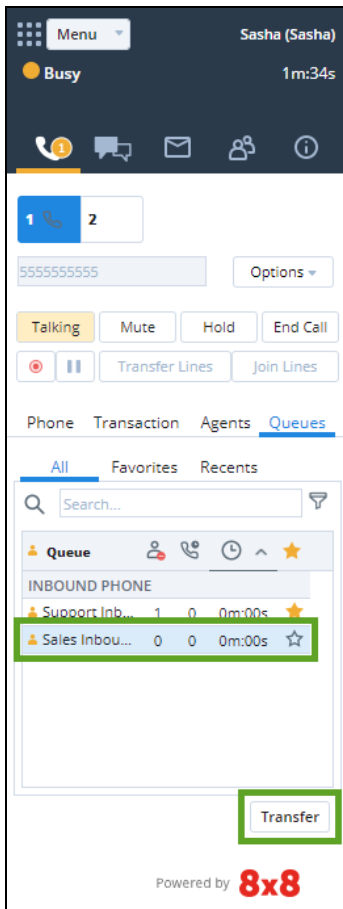 Menu Sasha (Sasha)
Busy 1m:34s
1
1 2
5555555555 Options
Talking Mute Hold End Call
Transfer Lines Join Lines
Phone Transaction Agents Queues
All Favorites Recents
Search...
Queue
INBOUND PHONE
Support Inb... 1 0 0m:00s
Sales Inbou... 0 0 0m:00s
Transfer
Powered by 8x8